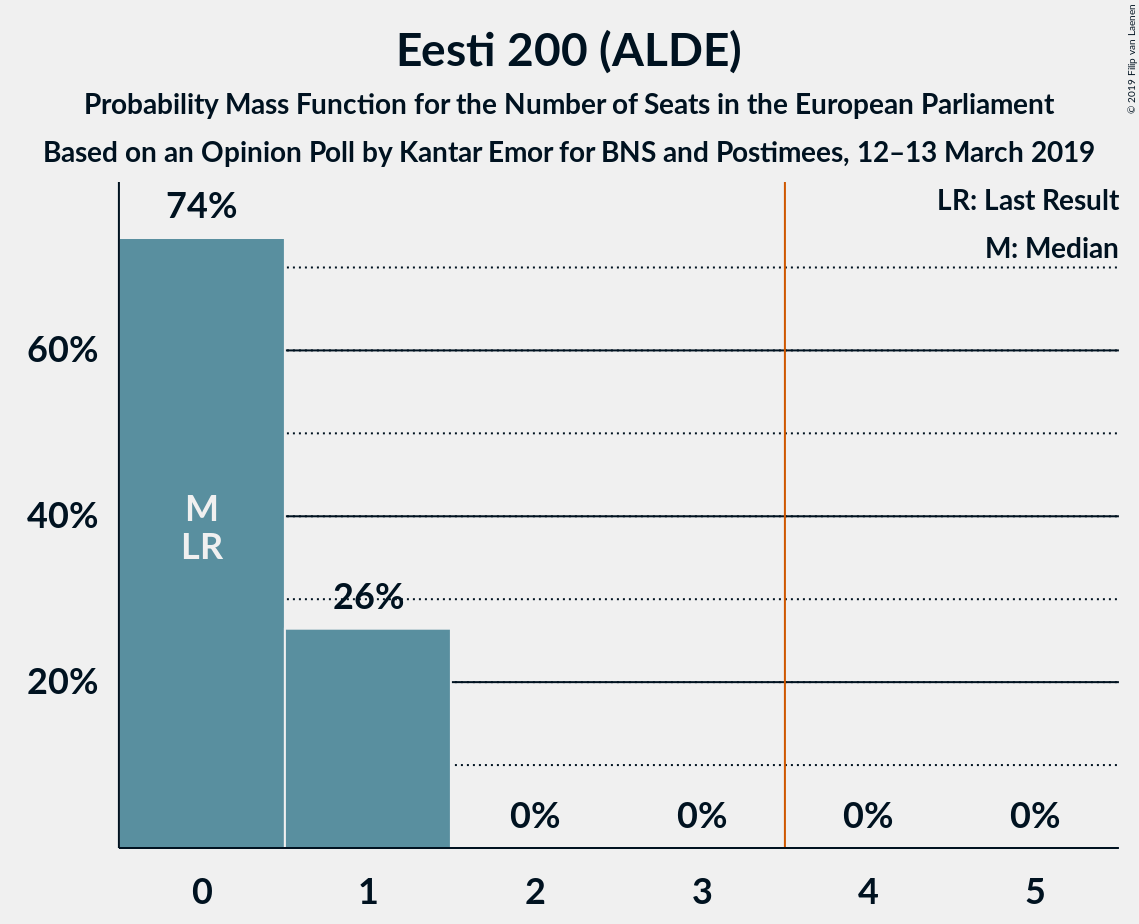 Eesti 200 (ALDE)
Probability Mass Function for the Number of Seats in the European Parliament
Based on an Opinion Poll by Kantar Emor for BNS and Postimees, 12–13 March 2019
© 2019 Filip van Laenen
LR: Last Result
M: Median
74%
60%
40%
20%
M
LR
26%
0%
0%
0%
0%
0
1
2
3
4
5